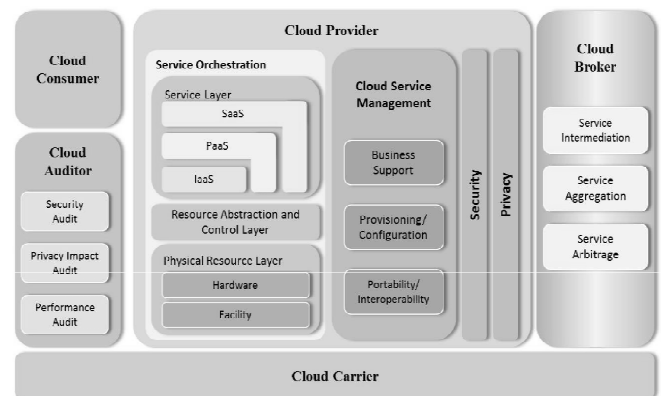 Cloud
Consumer
Cloud
Auditor
Security
Audit
Privacy Impact
Audit
Performance
Audit
Cloud Provider
Service Orchestration
Service Layer
SaaS
PaaS
IaaS
Resource Abstraction and
Control Layer
Physical Resource Layer
Hardware
Facility
Cloud Service
Management
Business
Support
Provisioning/
Configuration
Portability/
Interoperability
Security
Privacy
Cloud
Broker
Service
Intermediation
Service
Aggregation
Service
Arbitrage
Cloud Carrier